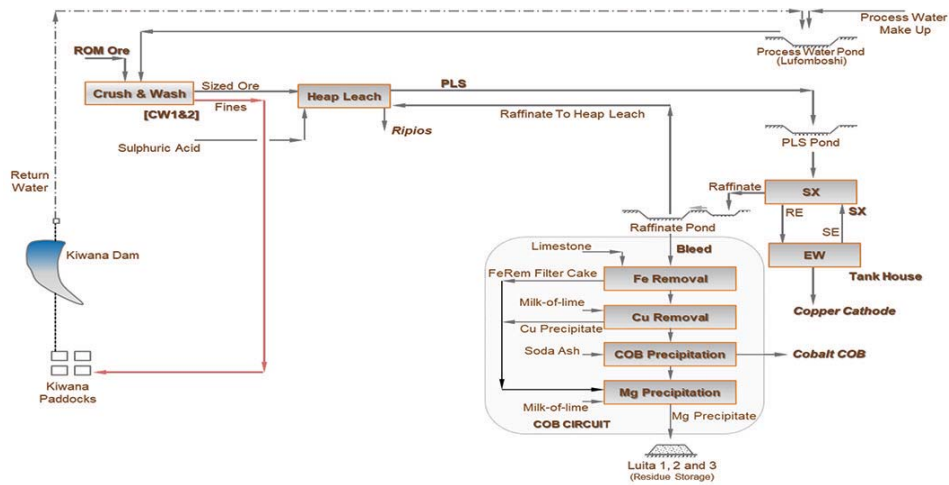 Process Water
Make Up
ROM Ore
Process Water Pond
(Lufomboshi)
Crush & Wash
Sized Ore
Fines
[CW1&2]
Heap Leach
PLS
Raffinate To Heap Leach
Ripios
Sulphuric Acid
PLS Pond
Return
Water
Raffinate
SX
RE
SX
SE
Raffinate Pond
Kiwana Dam
Limestone
Bleed
EW
Tank House
FeRem Filter Cake
Fe Removal
Milk-of-lime
Cu Removal
Cu Precipitate
Copper Cathode
Soda Ash
COB Precipitation
Cobalt COB
Kiwana
Paddocks
Mg Precipitation
Milk-of-lime
Mg Precipitate
COB CIRCUIT
Luita 1, 2 and 3
(Residue Storage)